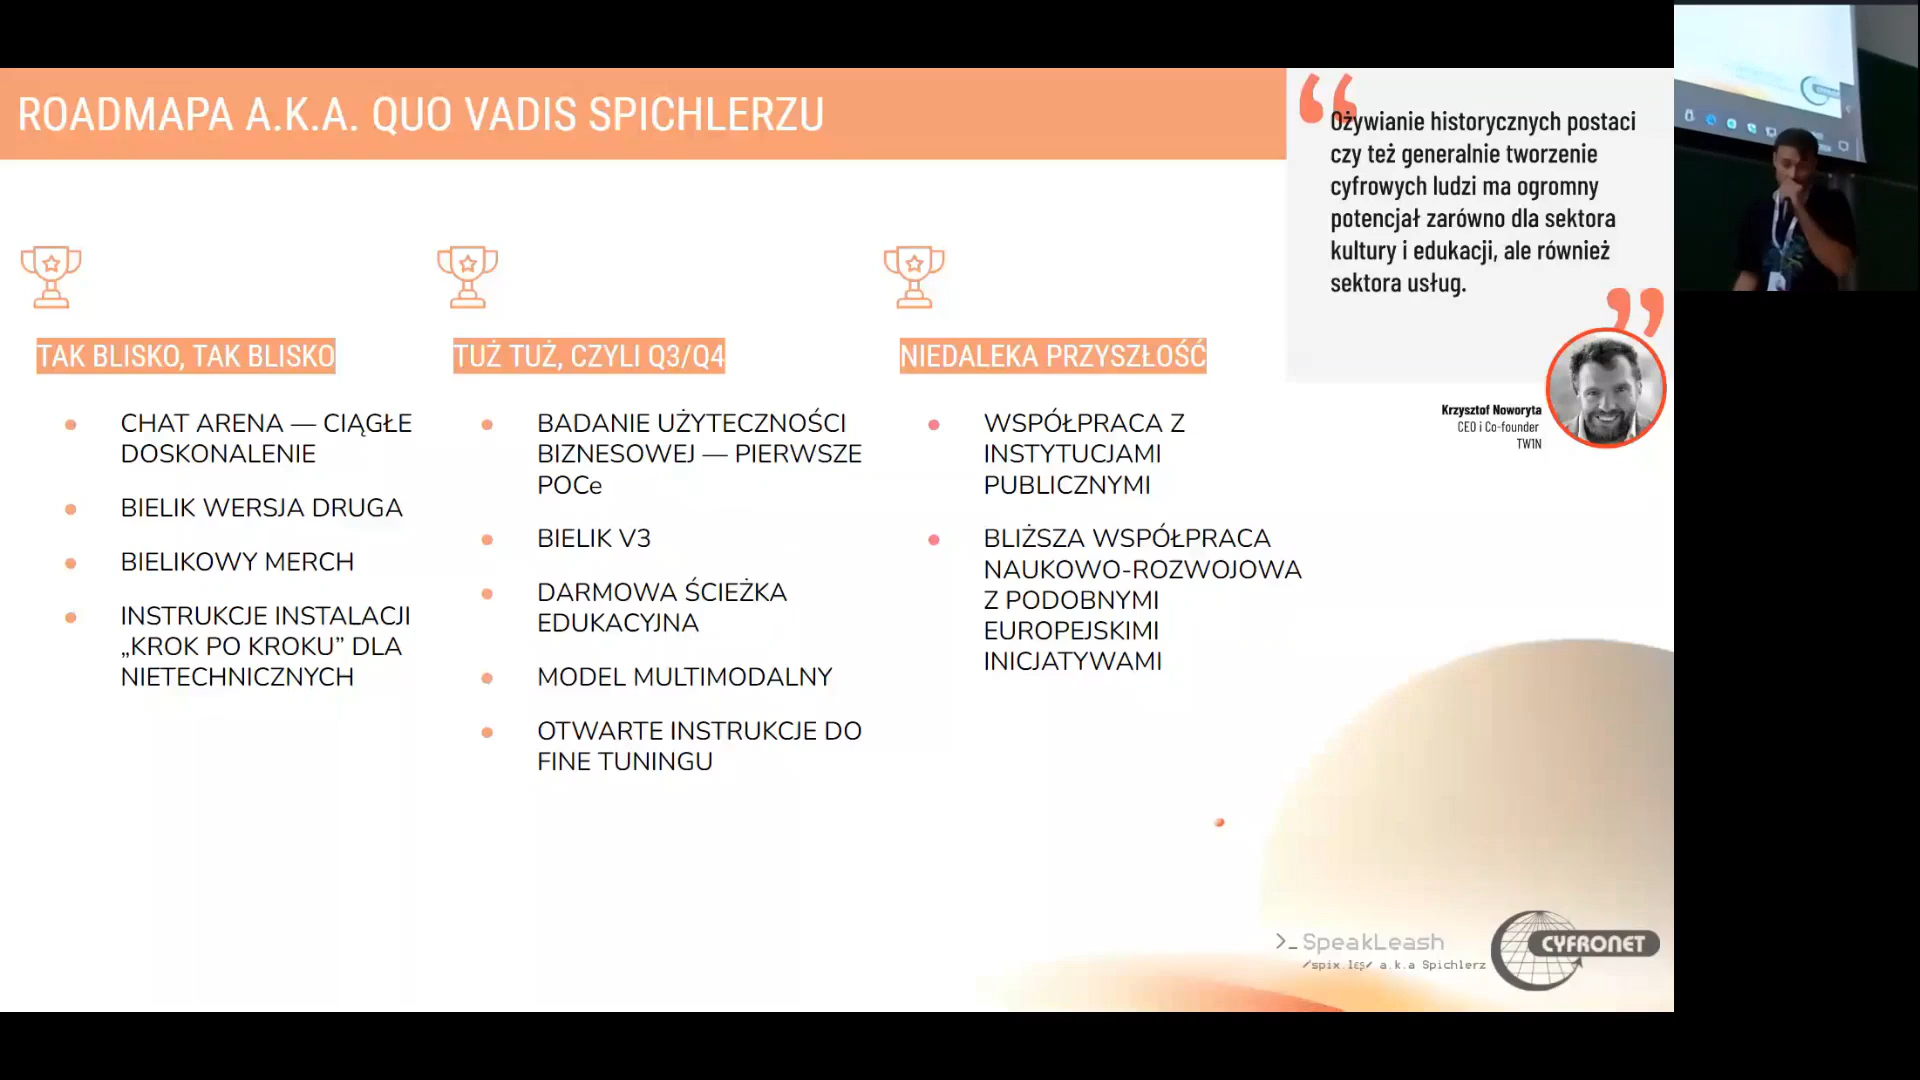 ROADMAPA A.K.A. QUO VADIS SPICHLERZU
TAK BLISKO, TAK BLISKO
CHAT ARENA — CIĄGŁE
DOSKONALENIE
BIELIK WERSJA DRUGA
BIELIKOWY MERCH
INSTRUKCJE INSTALACJI
„KROK PO KROKU” DLA
NIETECHNICZNYCH
TUŻ TUŻ, CZYLI Q3/Q4
BADANIE UŻYTECZNOŚCI
BIZNESOWEJ — PIERWSZE
POCe
BIELIK V3
DARMOWA ŚCIEŻKA
EDUKACYJNA
MODEL MULTIMODALNY
OTWARTE INSTRUKCJE DO
FINE TUNINGU
NIEDALEKA PRZYSZŁOŚĆ
WSPÓŁPRACA Z
INSTYTUCJAMI
PUBLICZNYMI
BLIŻSZA WSPÓŁPRACA
NAUKOWO-ROZWOJOWA
Z PODOBNYMI
EUROPEJSKIMI
INICJATYWAMI
“
Ożywianie historycznych postaci
czy też generalnie tworzenie
cyfrowych ludzi ma ogromny
potencjał zarówno dla sektora
kultury i edukacji, ale również
sektora usług.
”
Krzysztof Noworyta
CEO i Co-founder
TW1N
>_ SpeakLeash
/spix.lɛʂ/ a.k.a Spichlerz
CYFRONET